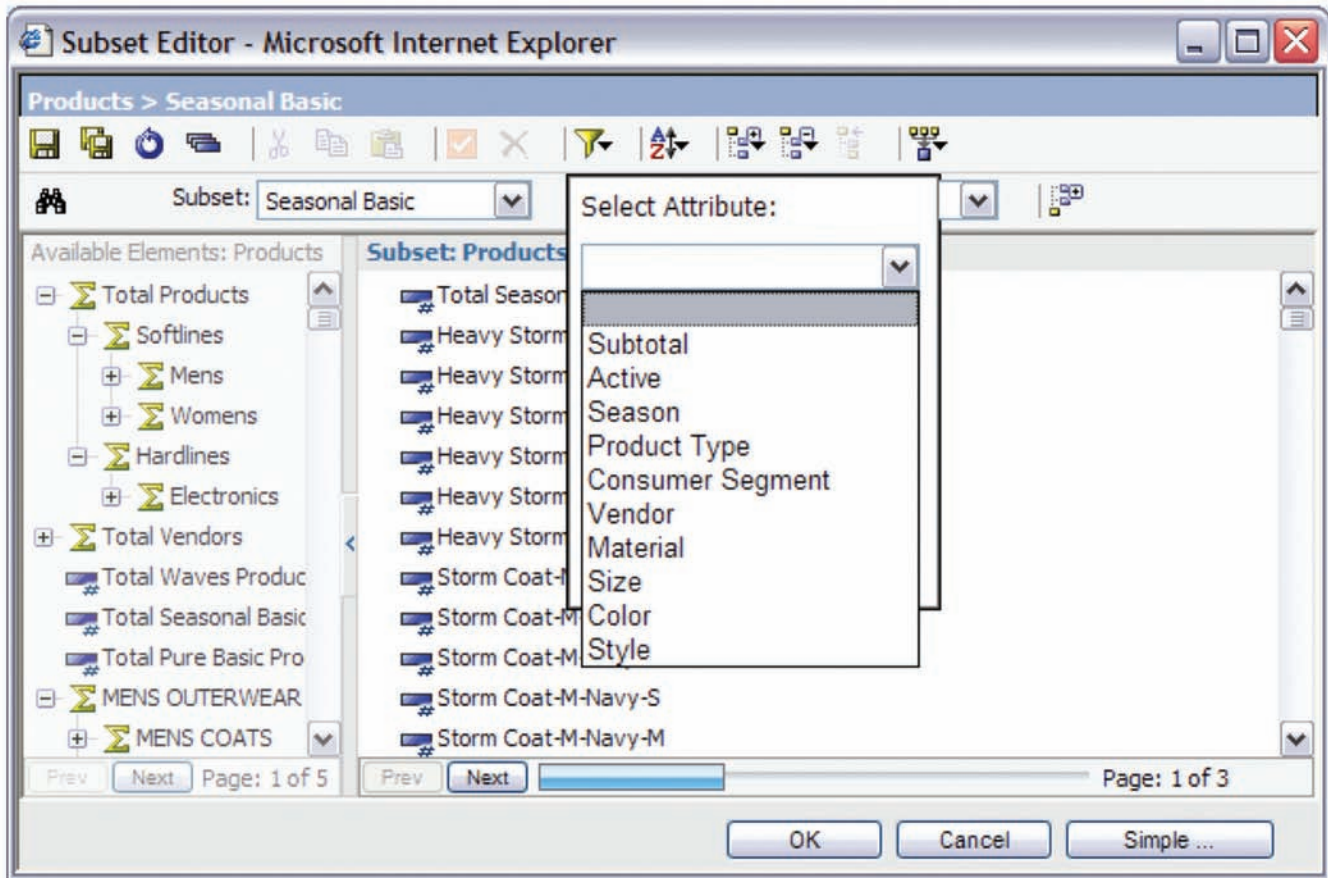 Subset Editor - Microsoft Internet Explorer
Products > Seasonal Basic
Subset: Seasonal Basic
Select Attribute:
Available Elements: Products
Subset: Products
Total Products
Softlines
Mens
Womens
Hardlines
Electronics
Total Vendors
Total Waves Produc
Total Seasonal Basic
Total Pure Basic Pro
MENS OUTERWEAR
MENS COATS
Total Season
Heavy Storm
Heavy Storm
Heavy Storm
Heavy Storm
Heavy Storm
Heavy Storm
Storm Coat-M
Storm Coat-M
Storm Coat-M
Storm Coat-M-Navy-S
Storm Coat-M-Navy-M
Subtotal
Active
Season
Product Type
Consumer Segment
Vendor
Material
Size
Color
Style
Prev Next Page: 1 of 5
Prev Next Page: 1 of 3
OK Cancel Simple ...